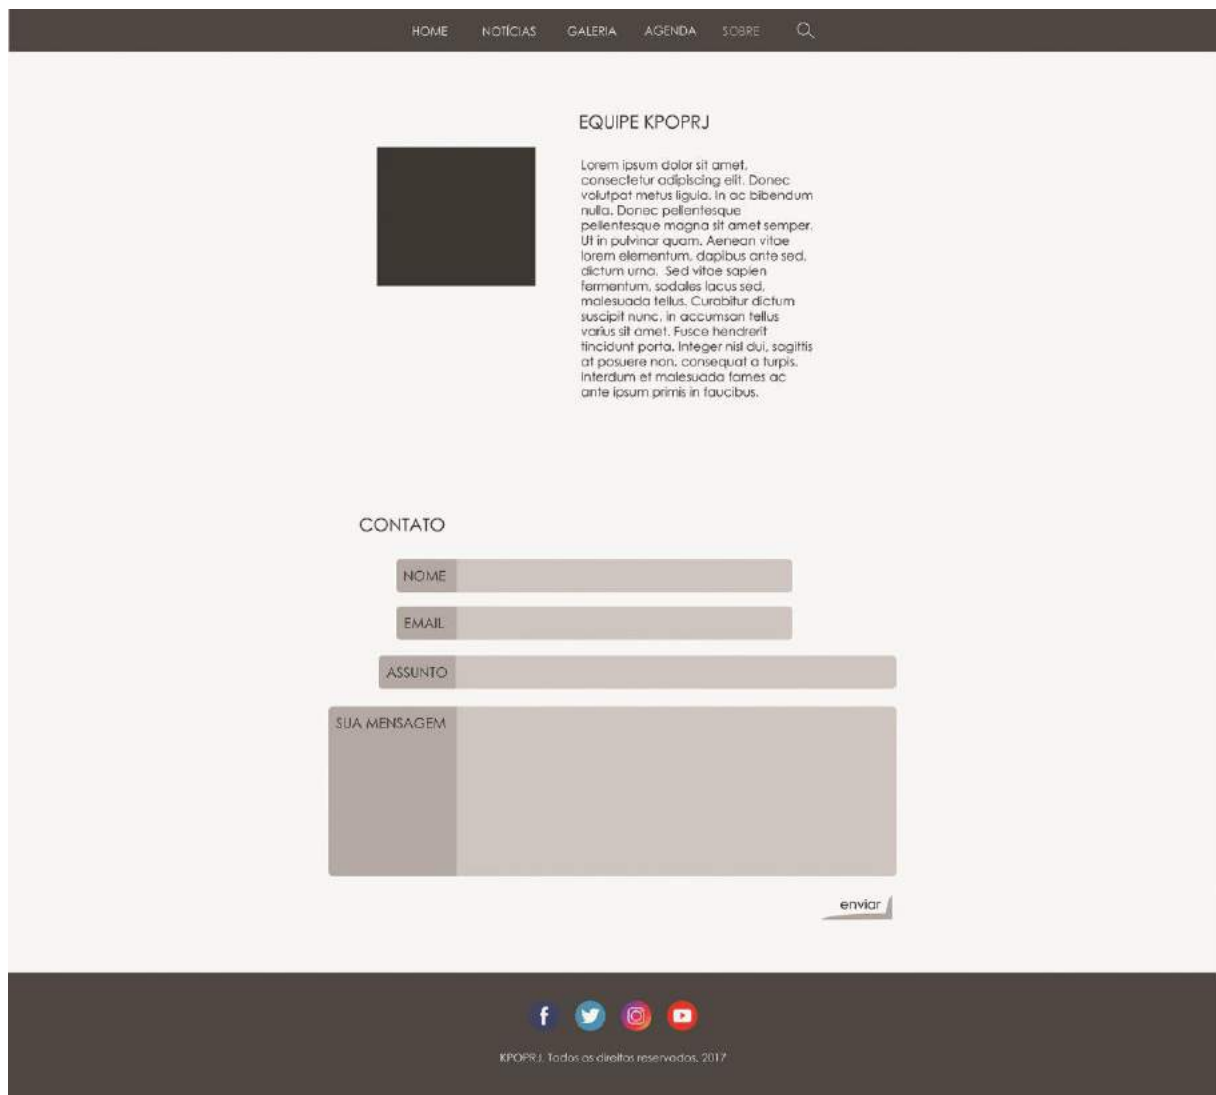 HOME NOTÍCIAS GALERIA AGENDA SOBRE
EQUIPE KPOPRJ
Lorem ipsum dolor sit amet,
consectetur adipiscing elit. Donec
volutpat metus ligula. In ac bibendum
nulla. Donec pellentesque
pellentesque magna sit amet semper.
Ut in pulvinar quam. Aenean vitae
lorem elementum, dapibus ante sed,
dictum urna. Sed vitae sapien
fermentum, sodales lacus sed,
malesuada tellus. Curabitur dictum
suscipit nunc, in accumsan tellus
varius sit amet. Fusce hendrerit
tincidunt porta. Integer nisl dui, sagittis
at posuere non, consequat a turpis.
Interdum et malesuada fames ac
ante ipsum primis in faucibus.
CONTATO
NOME
EMAIL
ASSUNTO
SUA MENSAGEM
enviar
KPOPRJ. Todos os direitos reservados. 2017